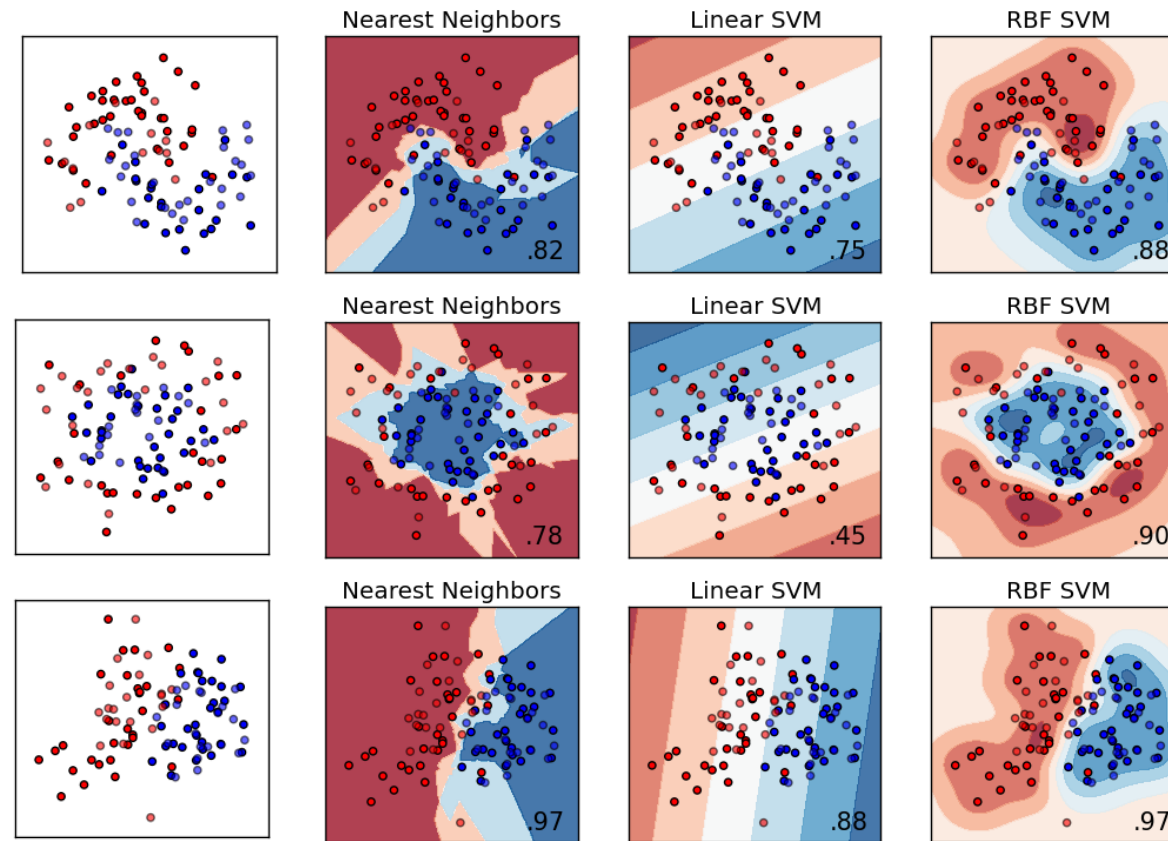 Nearest Neighbors Linear SVM RBF SVM
.82 .75 .88
Nearest Neighbors Linear SVM RBF SVM
.78 .45 .90
Nearest Neighbors Linear SVM RBF SVM
.97 .88 .97